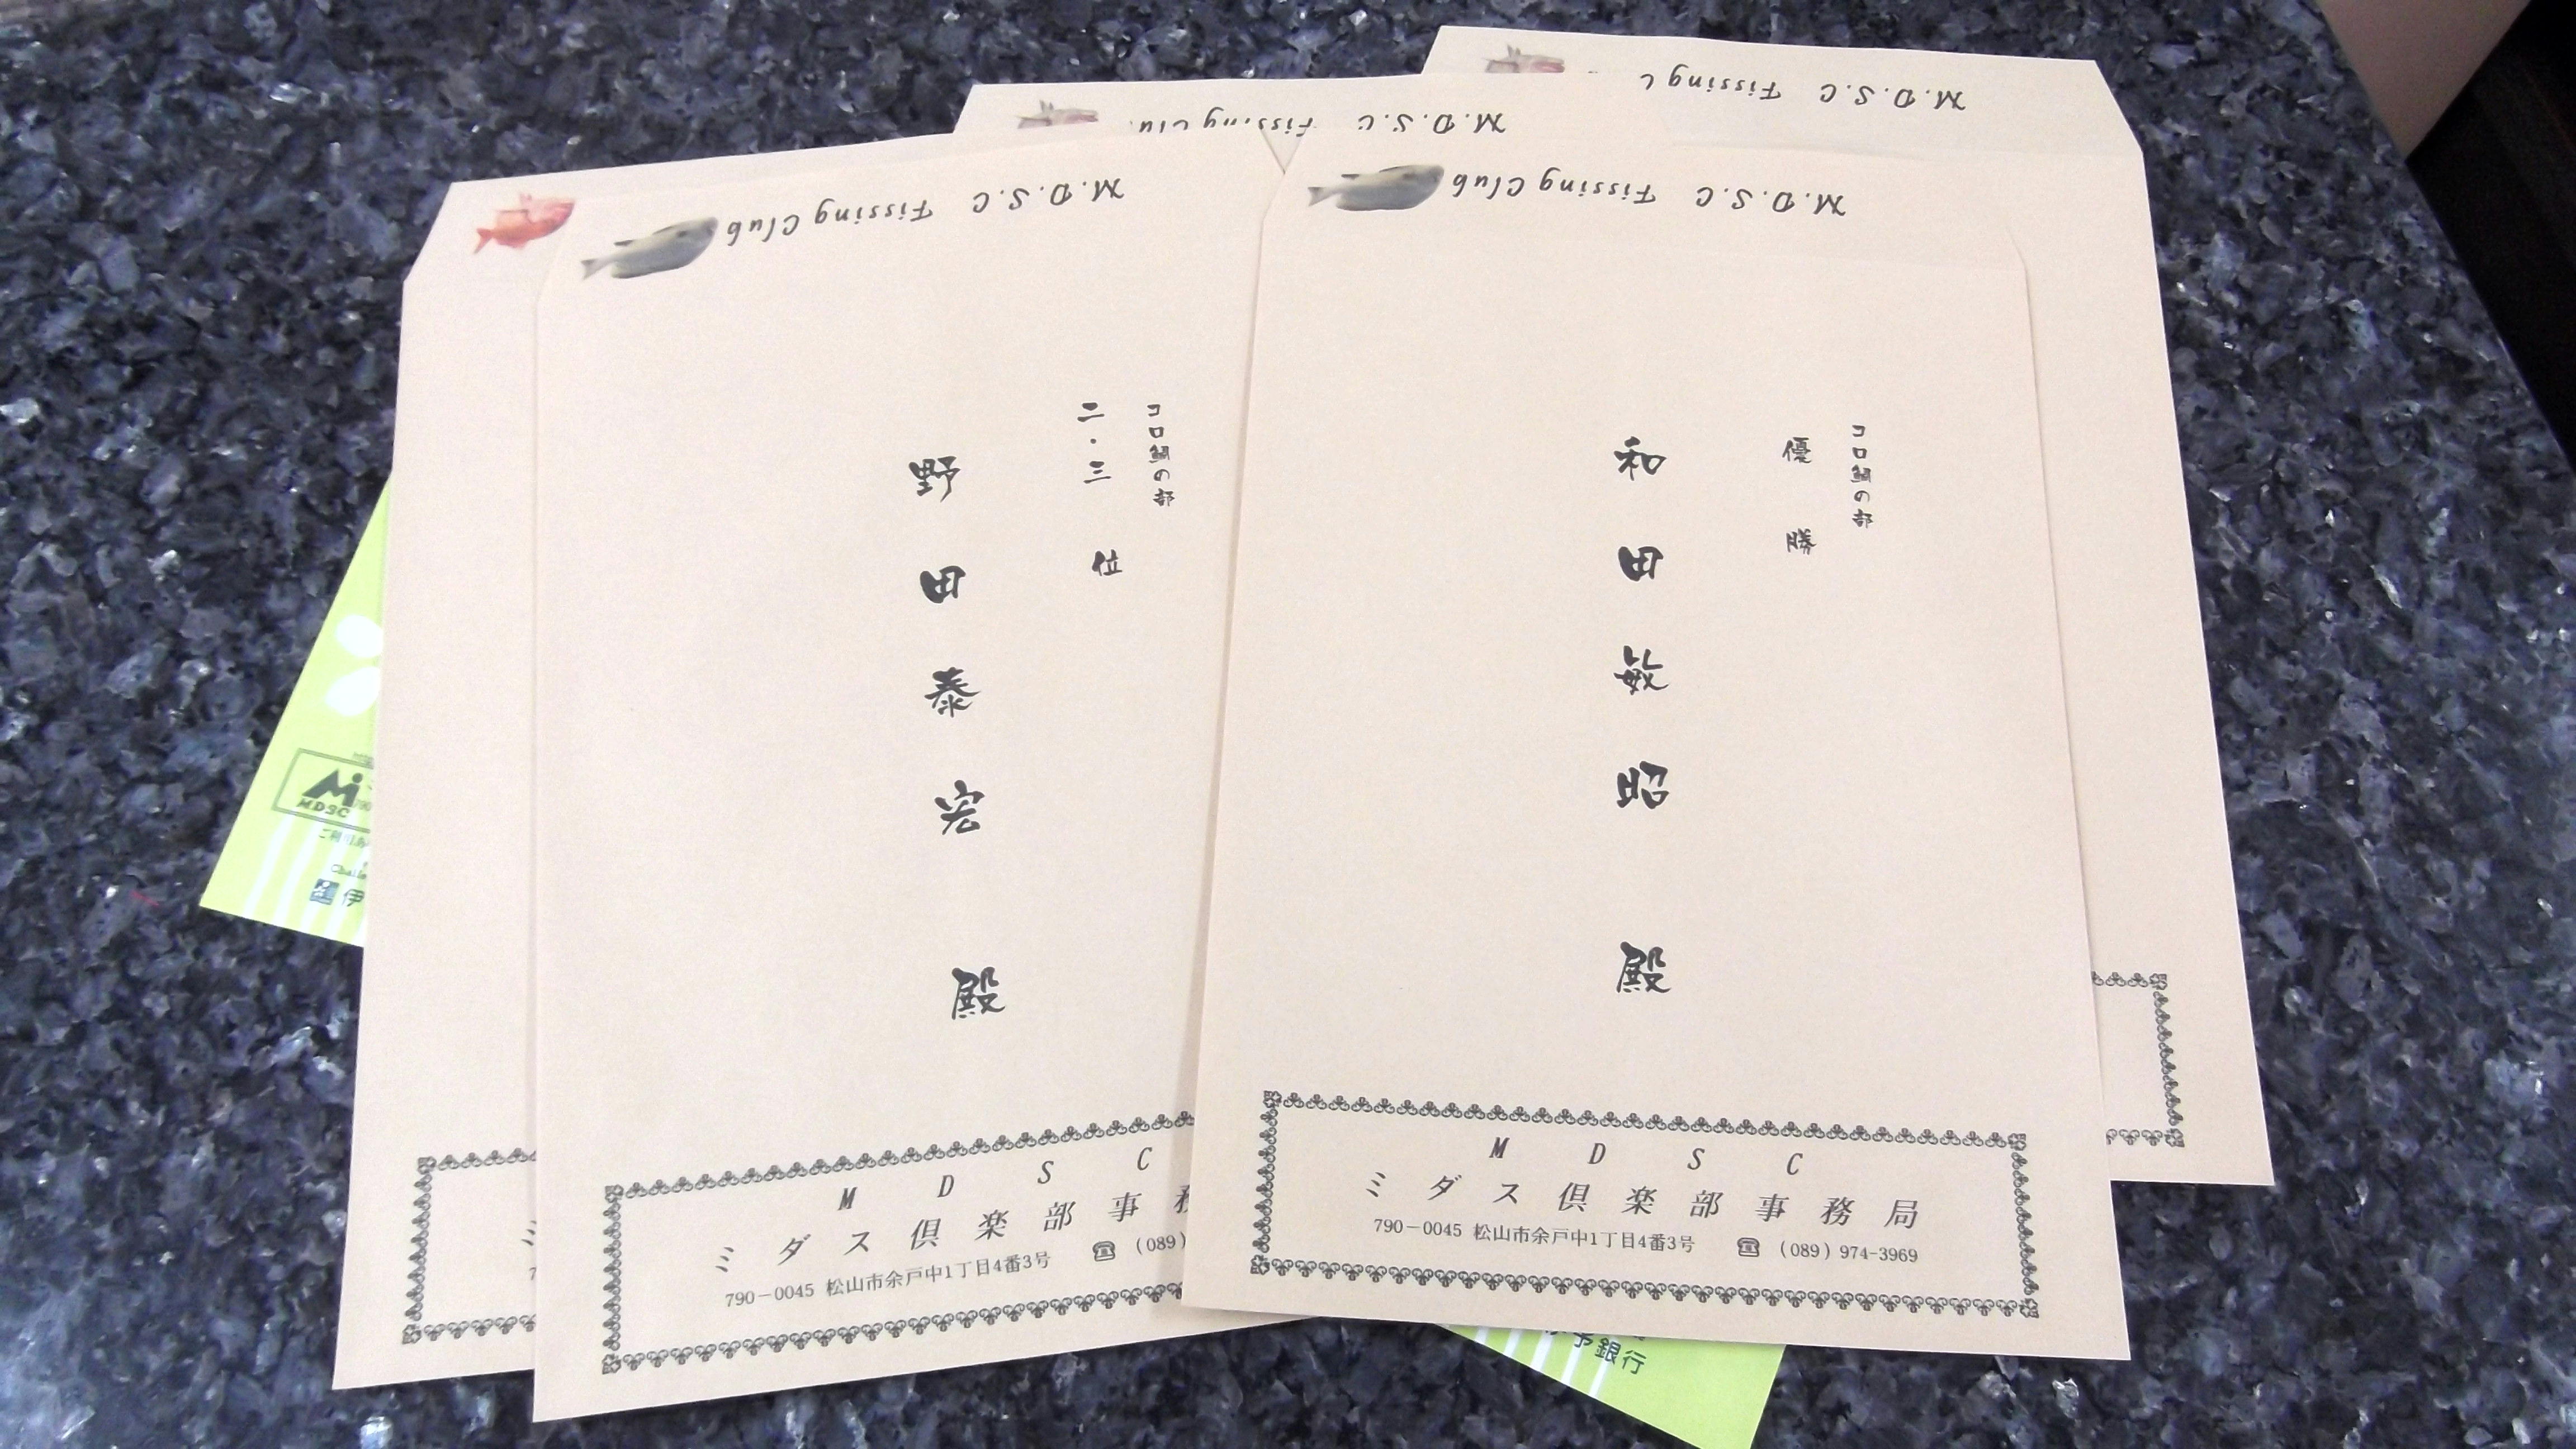 M.D.S.C Fissing Club
コロ鯛の部
二・三 位
野田泰宏 殿
M D S C
ミダス倶楽部事
790-0045 松山市余戸中1丁目4番3号 ☎ (089)
M.D.S.C Fissing Club
コロ鯛の部
優勝
和田敏昭 殿
M D S C
ミダス倶楽部事務局
790-0045 松山市余戸中1丁目4番3号 ☎ (089) 974-3969
M.D.S.C Fissing Clu
M.D.S.C Fissing C
MDSC
伊
予銀行